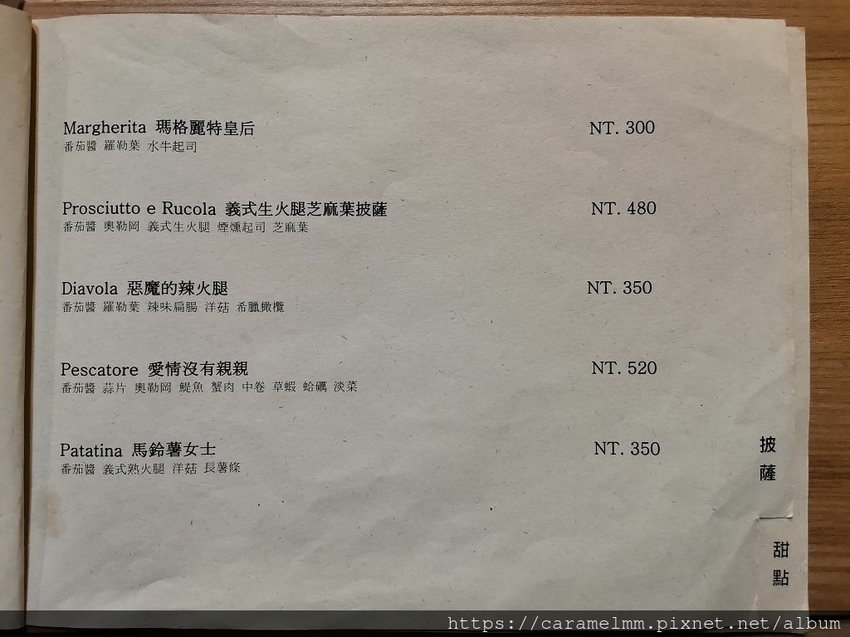 Margherita 瑪格麗特皇后 NT. 300
番茄醬 羅勒葉 水牛起司
Prosciutto e Rucola 義式生火腿芝麻葉披薩 NT. 480
番茄醬 奧勒岡 義式生火腿 煙燻起司 芝麻葉
Diavola 惡魔的辣火腿 NT. 350
番茄醬 羅勒葉 辣味扁腸 洋菇 希臘橄欖
Pescatore 愛情沒有親親 NT. 520
番茄醬 蒜片 奧勒岡 鯷魚 蟹肉 中卷 草蝦 蛤礪 淡菜
Patatina 馬鈴薯女士 NT. 350
番茄醬 義式熟火腿 洋菇 長薯條
披薩
甜點
https://caramelmm.pixnet.net/album